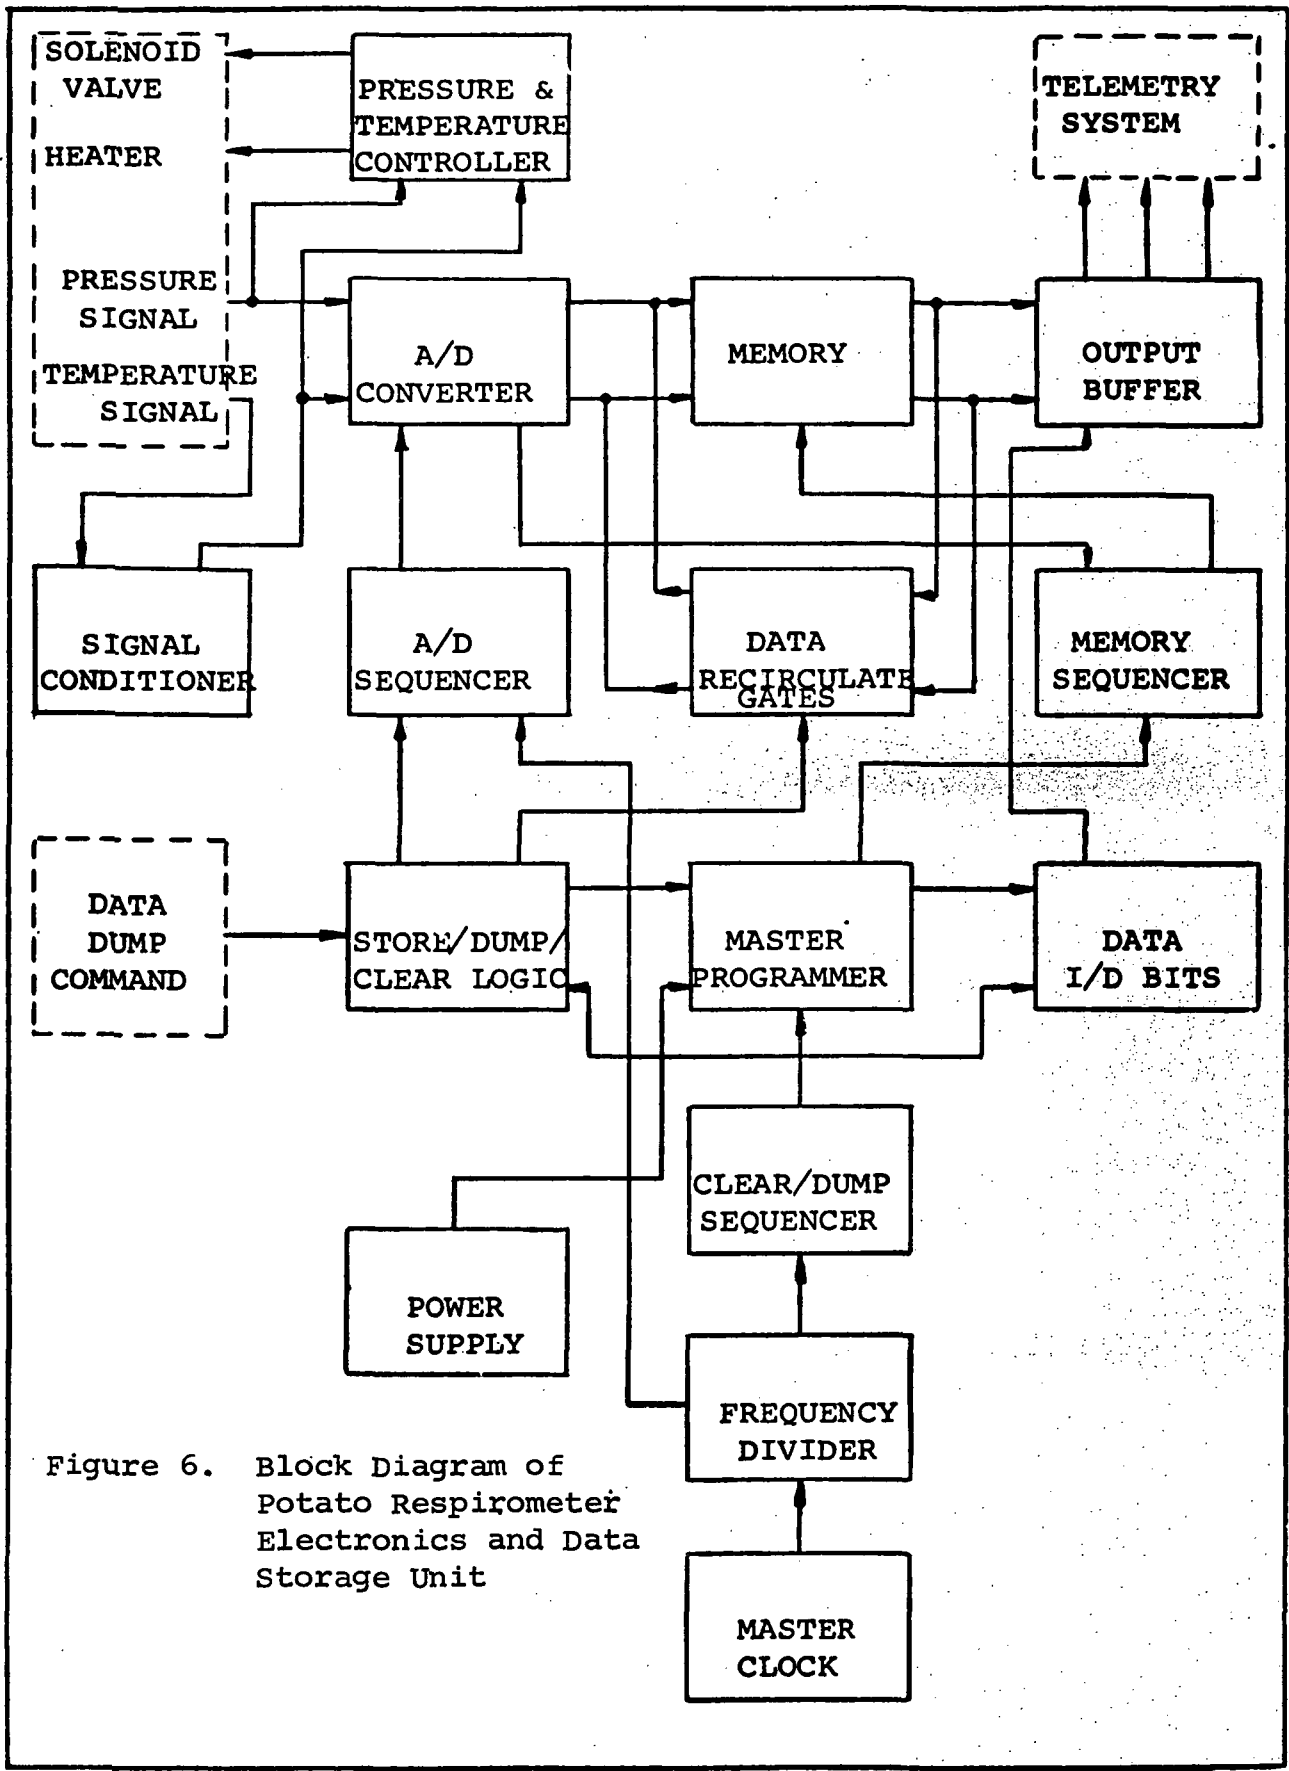 SOLENOID
VALVE
HEATER
PRESSURE
SIGNAL
TEMPERATURE
SIGNAL
PRESSURE &
TEMPERATURE
CONTROLLER
TELEMETRY
SYSTEM
A/D
CONVERTER
MEMORY
OUTPUT
BUFFER
SIGNAL
CONDITIONER
A/D
SEQUENCER
DATA
RECIRCULATE
GATES
MEMORY
SEQUENCER
DATA
DUMP
COMMAND
STORE/DUMP/
CLEAR LOGIC
MASTER
PROGRAMMER
DATA
I/D BITS
CLEAR/DUMP
SEQUENCER
POWER
SUPPLY
FREQUENCY
DIVIDER
MASTER
CLOCK
Figure 6. Block Diagram of
Potato Respirometer
Electronics and Data
Storage Unit